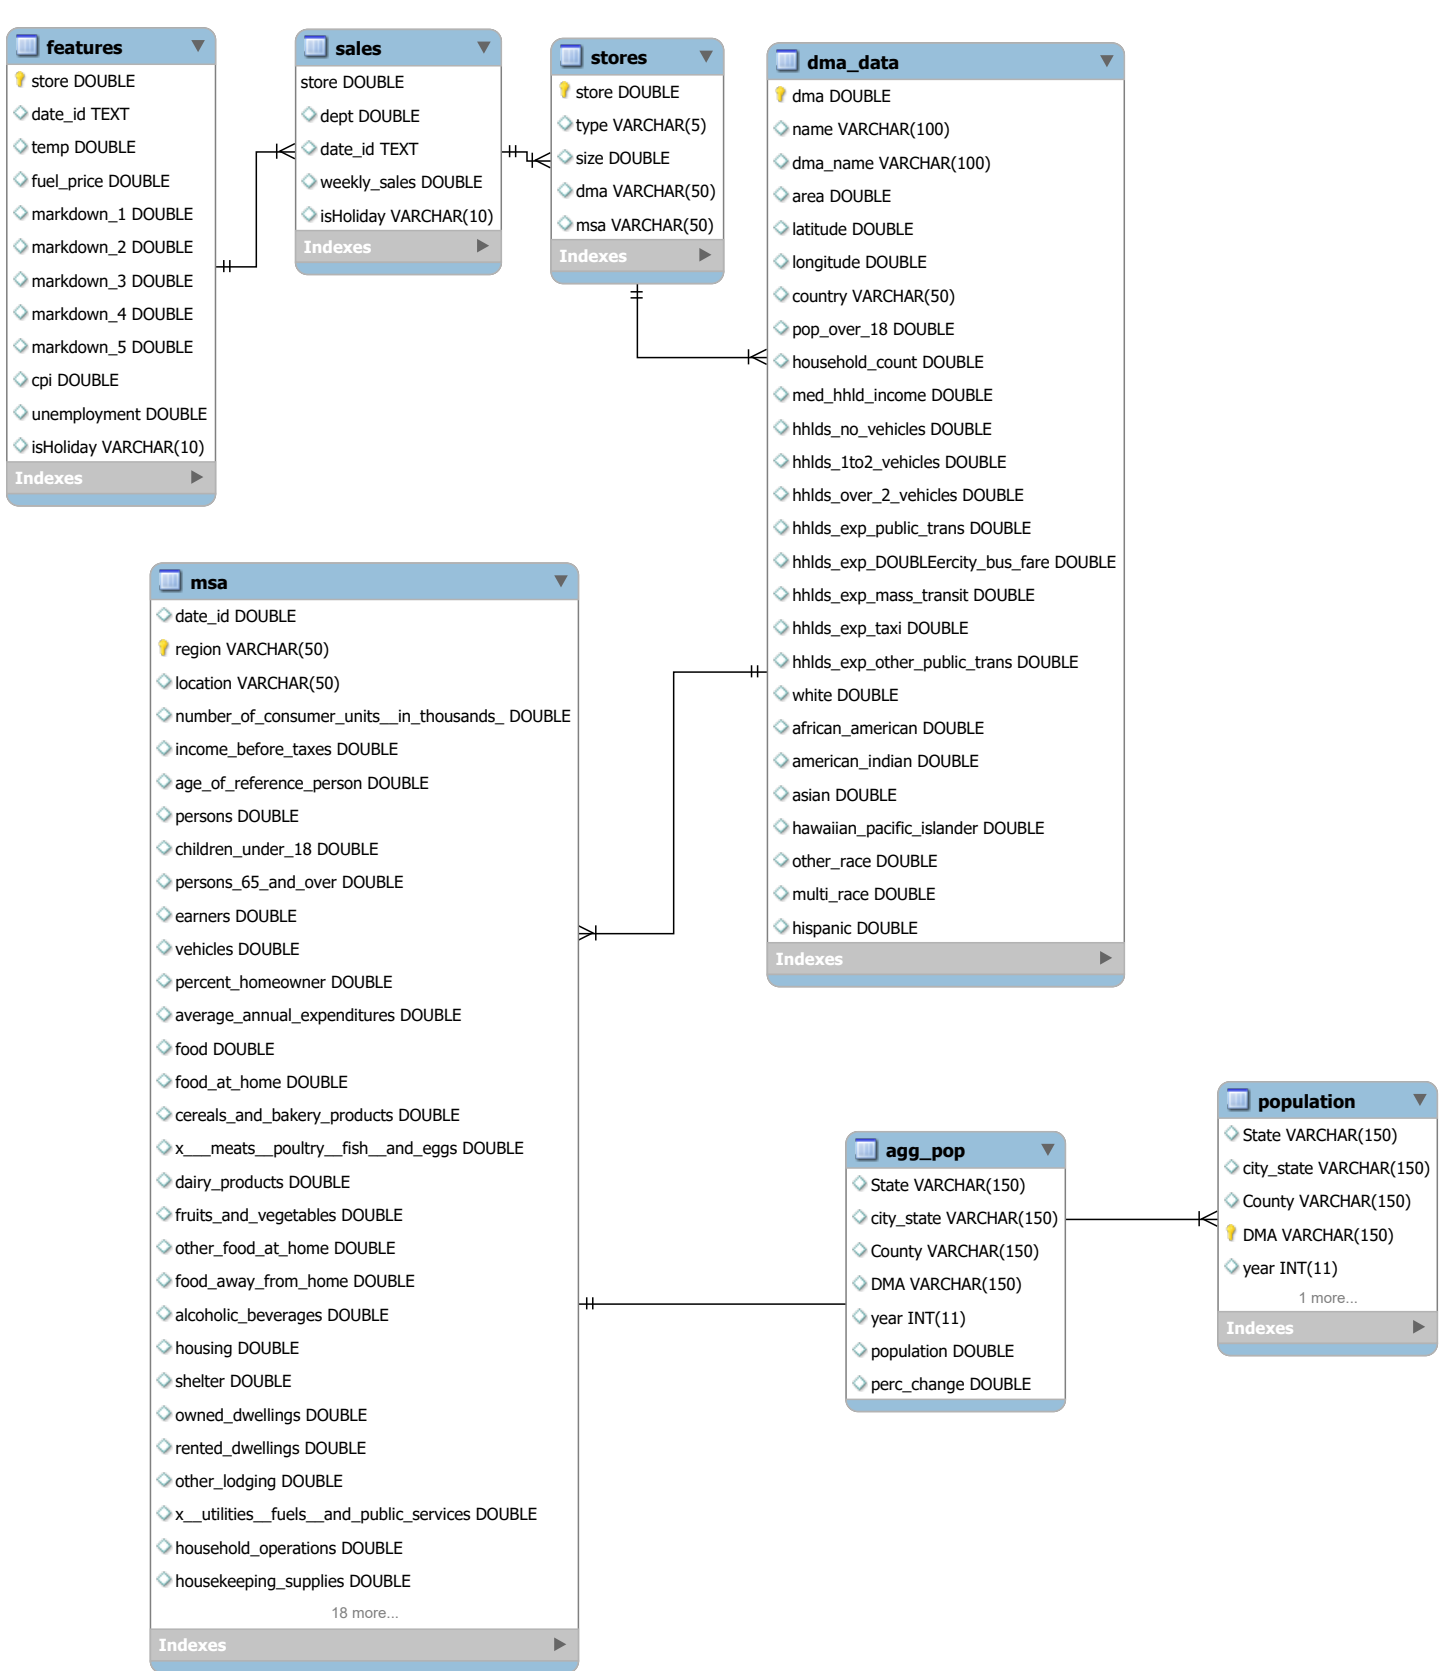 features
store DOUBLE
date_id TEXT
temp DOUBLE
fuel_price DOUBLE
markdown_1 DOUBLE
markdown_2 DOUBLE
markdown_3 DOUBLE
markdown_4 DOUBLE
markdown_5 DOUBLE
cpi DOUBLE
unemployment DOUBLE
isHoliday VARCHAR(10)
Indexes
sales
store DOUBLE
dept DOUBLE
date_id TEXT
weekly_sales DOUBLE
isHoliday VARCHAR(10)
Indexes
stores
store DOUBLE
type VARCHAR(5)
size DOUBLE
dma VARCHAR(50)
msa VARCHAR(50)
Indexes
dma_data
dma DOUBLE
name VARCHAR(100)
dma_name VARCHAR(100)
area DOUBLE
latitude DOUBLE
longitude DOUBLE
country VARCHAR(50)
pop_over_18 DOUBLE
household_count DOUBLE
med_hhld_income DOUBLE
hhlds_no_vehicles DOUBLE
hhlds_1to2_vehicles DOUBLE
hhlds_over_2_vehicles DOUBLE
hhlds_exp_public_trans DOUBLE
hhlds_exp_DOUBLEercity_bus_fare DOUBLE
hhlds_exp_mass_transit DOUBLE
hhlds_exp_taxi DOUBLE
hhlds_exp_other_public_trans DOUBLE
white DOUBLE
african_american DOUBLE
american_indian DOUBLE
asian DOUBLE
hawaiian_pacific_islander DOUBLE
other_race DOUBLE
multi_race DOUBLE
hispanic DOUBLE
Indexes
msa
date_id DOUBLE
region VARCHAR(50)
location VARCHAR(50)
number_of_consumer_units__in_thousands_ DOUBLE
income_before_taxes DOUBLE
age_of_reference_person DOUBLE
persons DOUBLE
children_under_18 DOUBLE
persons_65_and_over DOUBLE
earners DOUBLE
vehicles DOUBLE
percent_homeowner DOUBLE
average_annual_expenditures DOUBLE
food DOUBLE
food_at_home DOUBLE
cereals_and_bakery_products DOUBLE
x___meats__poultry__fish__and_eggs DOUBLE
dairy_products DOUBLE
fruits_and_vegetables DOUBLE
other_food_at_home DOUBLE
food_away_from_home DOUBLE
alcoholic_beverages DOUBLE
housing DOUBLE
shelter DOUBLE
owned_dwellings DOUBLE
rented_dwellings DOUBLE
other_lodging DOUBLE
x__utilities__fuels__and_public_services DOUBLE
household_operations DOUBLE
housekeeping_supplies DOUBLE
18 more...
Indexes
agg_pop
State VARCHAR(150)
city_state VARCHAR(150)
County VARCHAR(150)
DMA VARCHAR(150)
year INT(11)
population DOUBLE
perc_change DOUBLE
population
State VARCHAR(150)
city_state VARCHAR(150)
County VARCHAR(150)
DMA VARCHAR(150)
year INT(11)
1 more...
Indexes